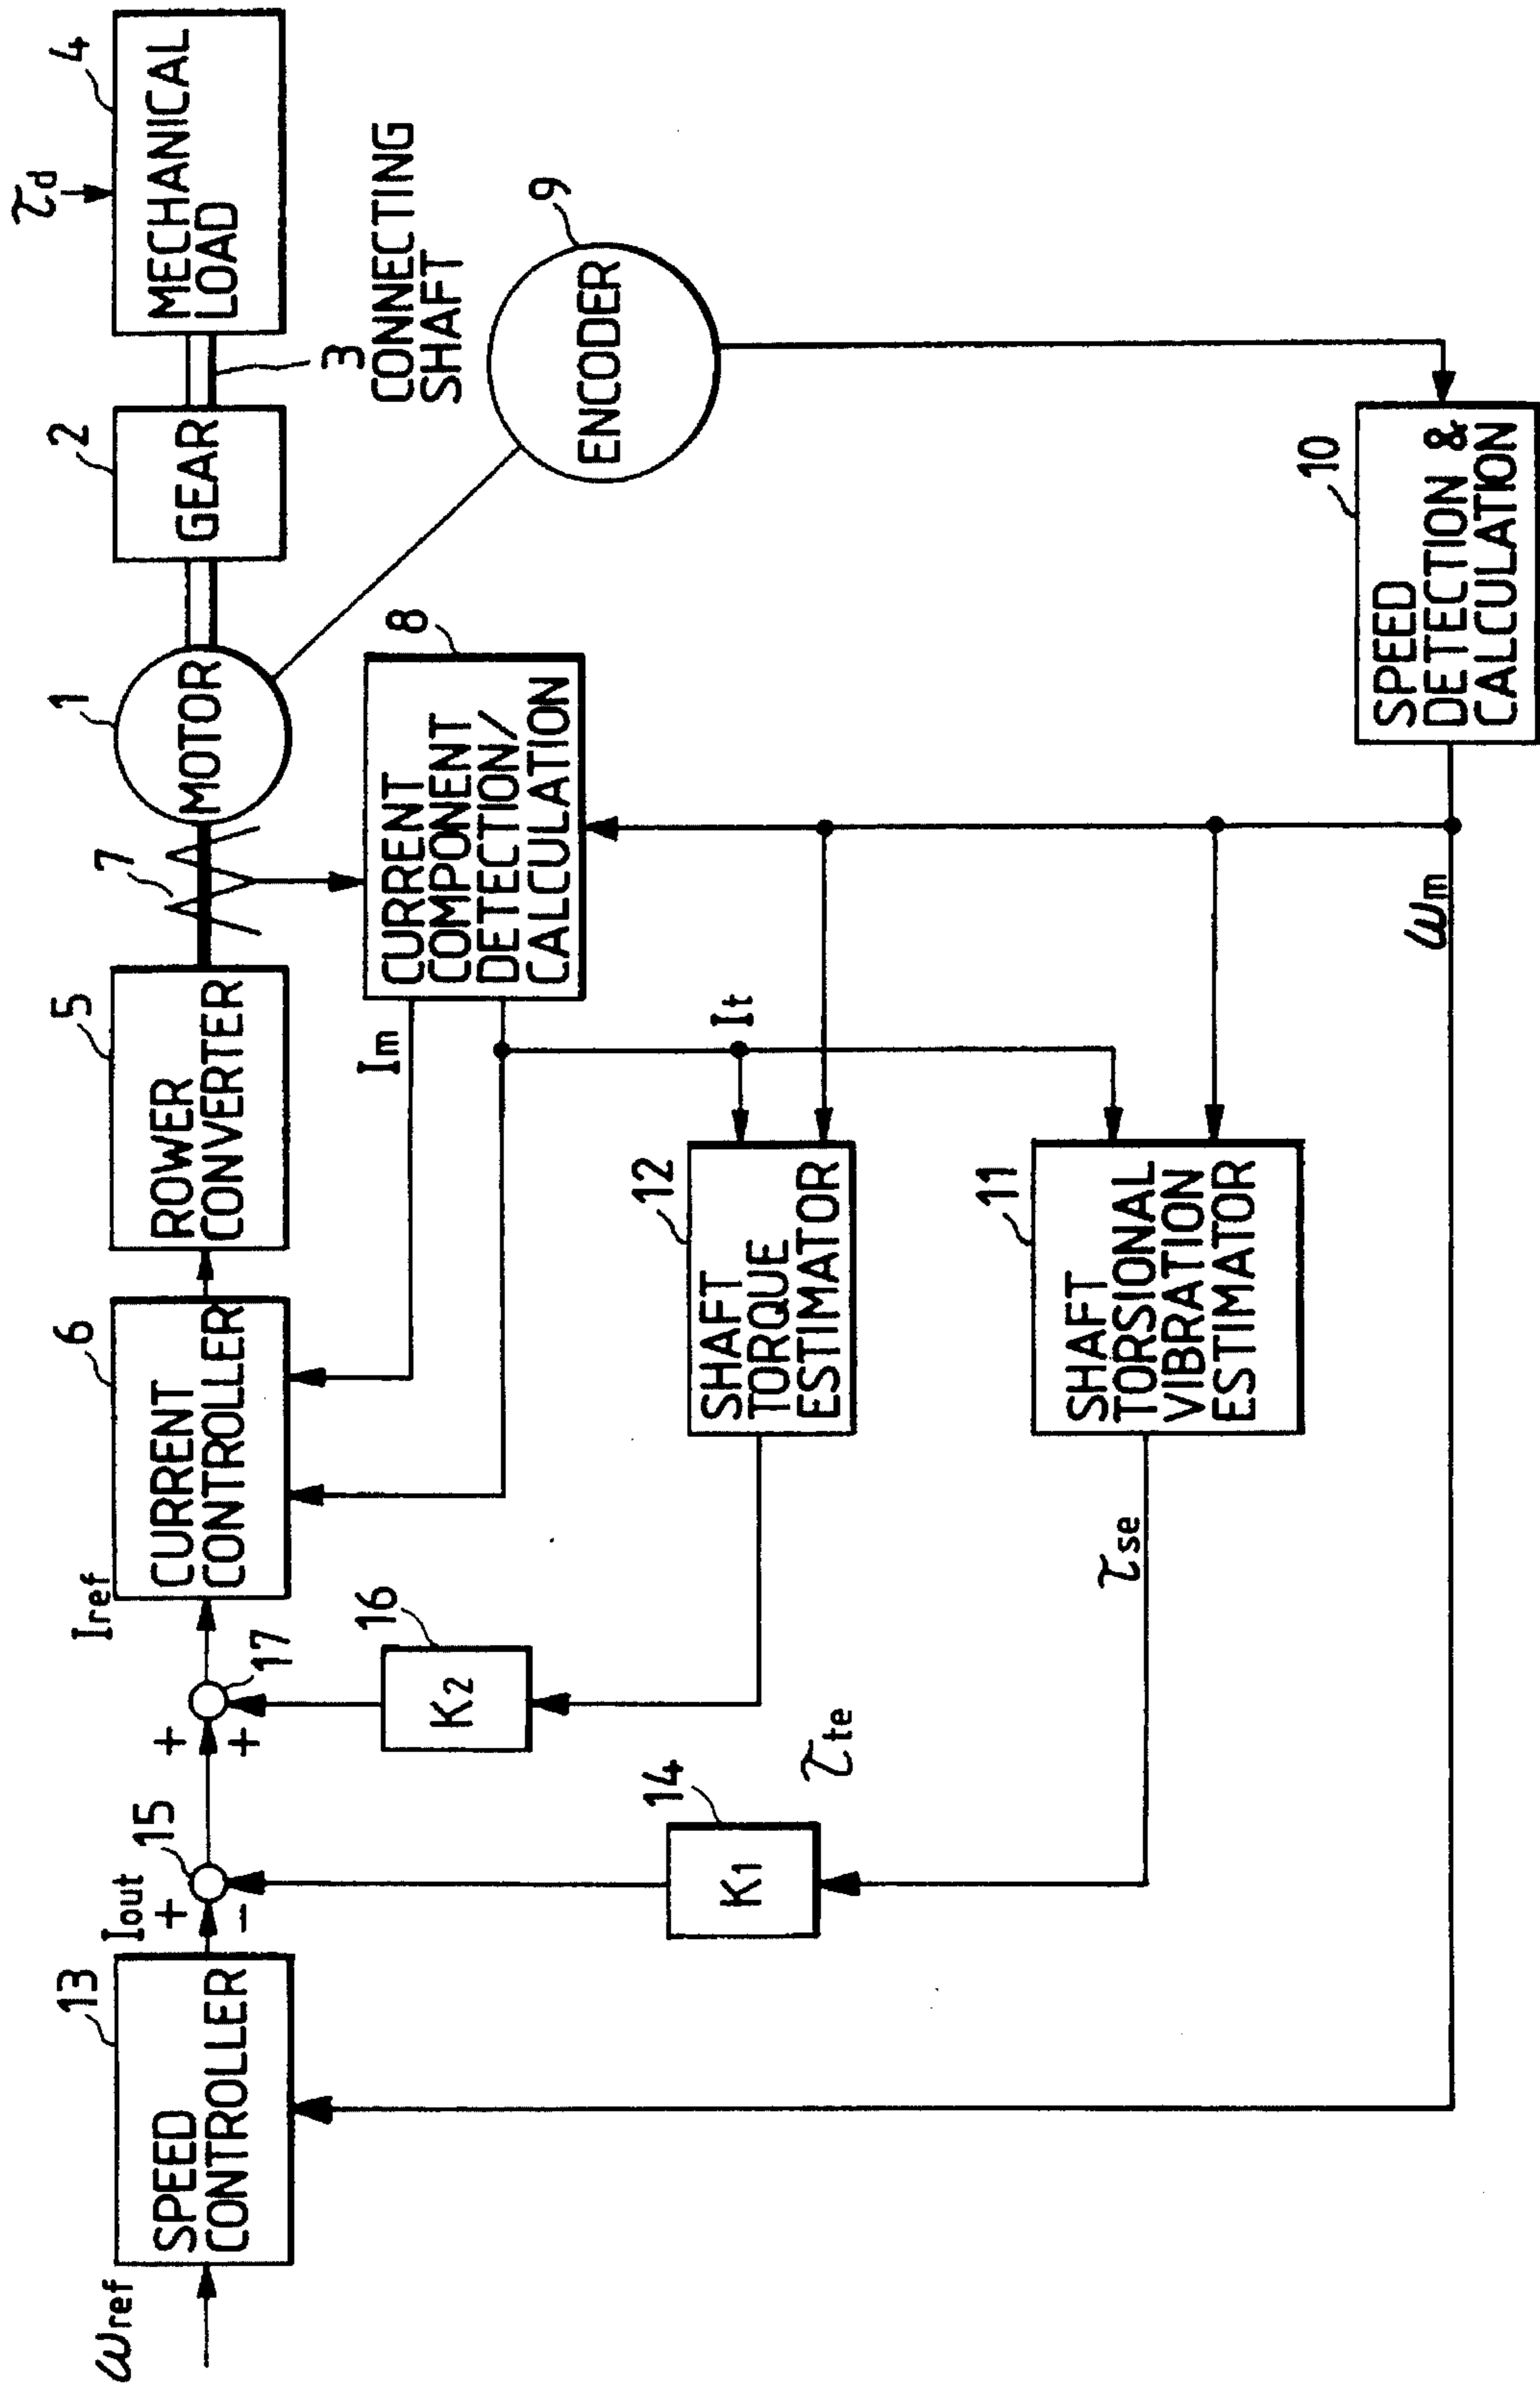 ωref
13
SPEED
CONTROLLER
Iout
+
−
15
+
+
17
Iref
6
CURRENT
CONTROLLER
5
ROWER
CONVERTER
7
1
MOTOR
2
GEAR
3
CONNECTING
SHAFT
τd
4
MECHANICAL
LOAD
8
CURRENT
COMPONENT
DETECTION/
CALCULATION
Im
9
ENCODER
16
K2
It
12
SHAFT
TORQUE
ESTIMATOR
14
K1
τte
11
SHAFT
TORSIONAL
VIBRATION
ESTIMATOR
τse
10
SPEED
DETECTION &
CALCULATION
ωm